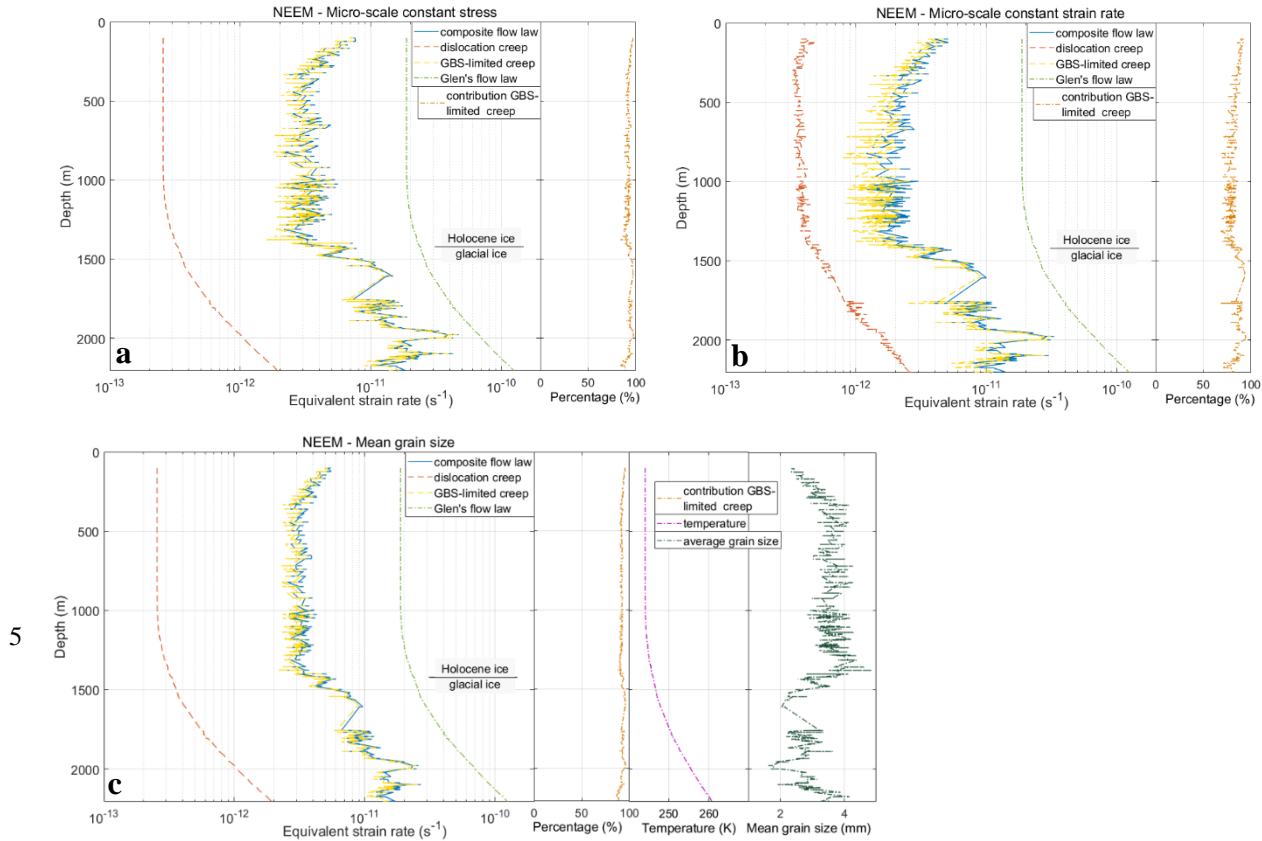 NEEM - Micro-scale constant stress
composite flow law
dislocation creep
GBS-limited creep
Glen's flow law
contribution GBS-
limited creep
Holocene ice
glacial ice
Depth (m)
0
500
1000
1500
2000
a
10-13
10-12
10-11
10-10
Equivalent strain rate (s-1)
0
50
100
Percentage (%)
NEEM - Micro-scale constant strain rate
composite flow law
dislocation creep
GBS-limited creep
Glen's flow law
contribution GBS-
limited creep
Holocene ice
glacial ice
Depth (m)
0
500
1000
1500
2000
b
10-13
10-12
10-11
10-10
Equivalent strain rate (s-1)
0
50
100
Percentage (%)
NEEM - Mean grain size
composite flow law
dislocation creep
GBS-limited creep
Glen's flow law
contribution GBS-
limited creep
temperature
average grain size
Holocene ice
glacial ice
5
Depth (m)
0
500
1000
1500
2000
c
10-13
10-12
10-11
10-10
Equivalent strain rate (s-1)
0
50
100
Percentage (%)
250
260
Temperature (K)
2
4
Mean grain size (mm)